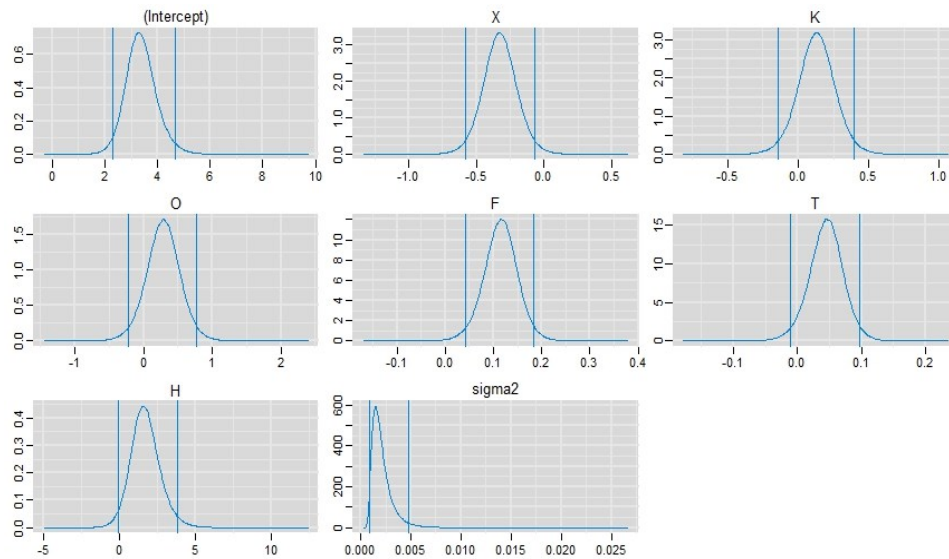 (Intercept)
0.0 0.2 0.4 0.6
0 2 4 6 8 10
X
0.0 1.0 2.0 3.0
-1.0 -0.5 0.0 0.5
K
0.0 1.0 2.0 3.0
-0.5 0.0 0.5 1.0
O
0.0 0.5 1.0 1.5
-1 0 1 2
F
0 2 4 6 8 10
-0.1 0.0 0.1 0.2 0.3 0.4
T
0 5 10 15
-0.1 0.0 0.1 0.2
H
0.0 0.1 0.2 0.3 0.4
-5 0 5 10
sigma2
0 200 400 600
0.000 0.005 0.010 0.015 0.020 0.025